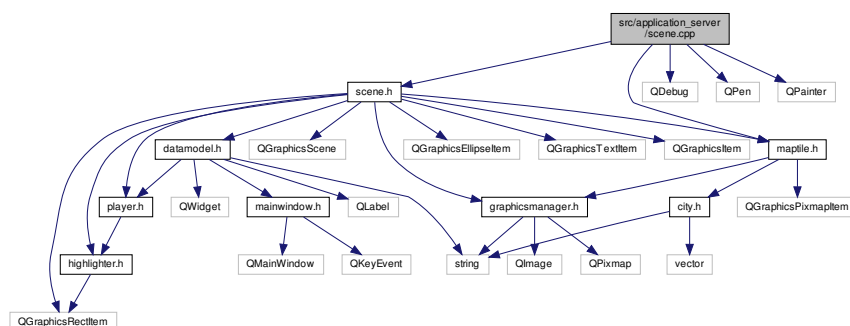 src/application_server
/scene.cpp
scene.h
QDebug
QPen
QPainter
datamodel.h
QGraphicsScene
QGraphicsEllipseItem
QGraphicsTextItem
QGraphicsItem
maptile.h
player.h
QWidget
mainwindow.h
QLabel
graphicsmanager.h
city.h
QGraphicsPixmapItem
highlighter.h
QMainWindow
QKeyEvent
string
QImage
QPixmap
vector
QGraphicsRectItem